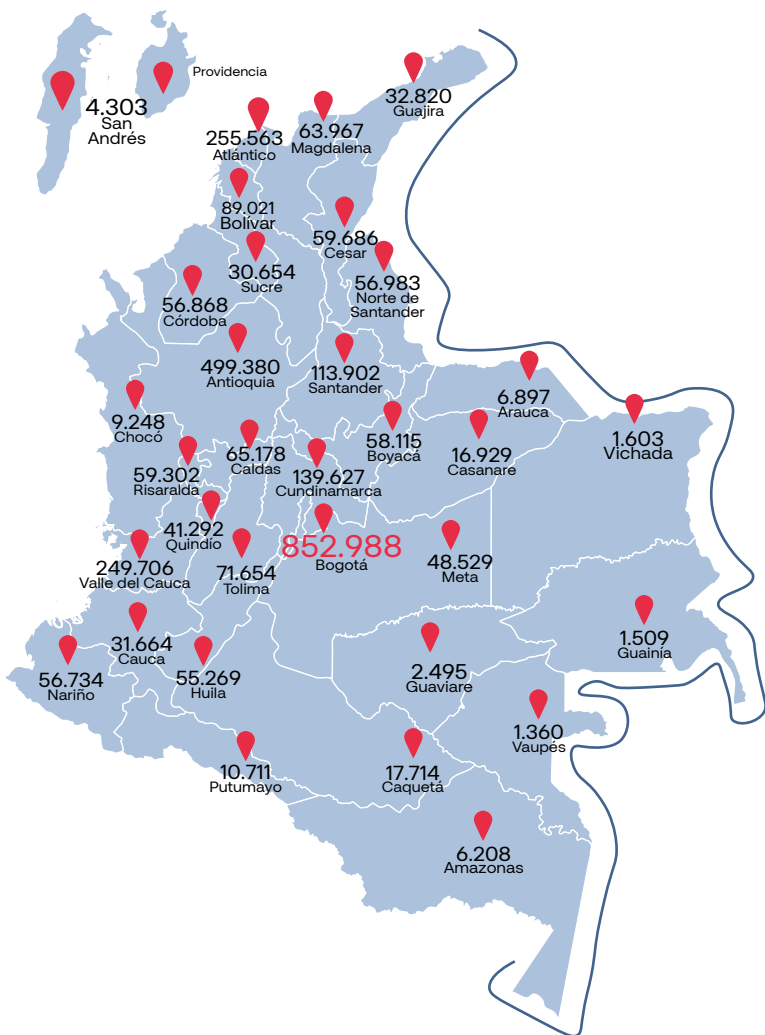 Providencia
4.303
San
Andrés
32.820
Guajira
255.563
Atlántico
63.967
Magdalena
89.021
Bolívar
59.686
Cesar
30.654
Sucre
56.983
Norte de
Santander
56.868
Córdoba
499.380
Antioquia
113.902
Santander
6.897
Arauca
9.248
Chocó
65.178
Caldas
58.115
Boyacá
16.929
Casanare
1.603
Vichada
59.302
Risaralda
139.627
Cundinamarca
41.292
Quindío
852.988
Bogotá
48.529
Meta
249.706
Valle del Cauca
71.654
Tolima
31.664
Cauca
1.509
Guainía
56.734
Nariño
55.269
Huila
2.495
Guaviare
1.360
Vaupés
10.711
Putumayo
17.714
Caquetá
6.208
Amazonas